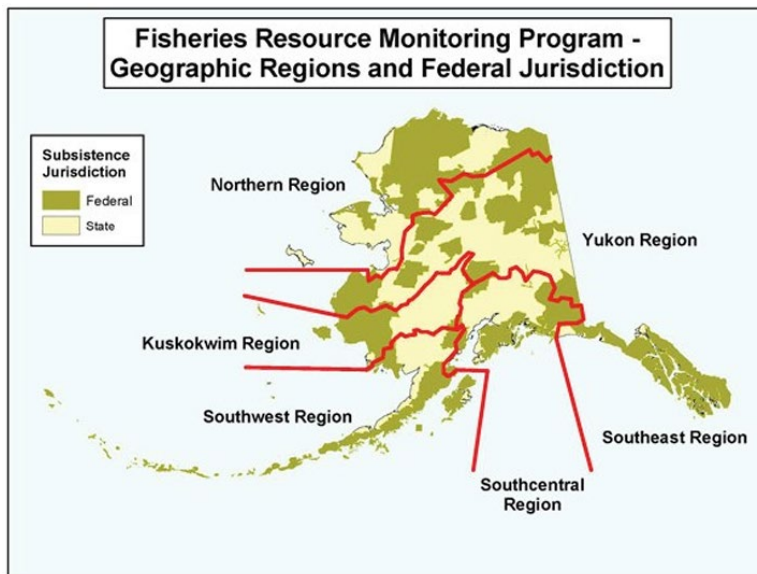 Fisheries Resource Monitoring Program -
Geographic Regions and Federal Jurisdiction
Subsistence
Jurisdiction
Federal
State
Northern Region
Yukon Region
Kuskokwim Region
Southwest Region
Southeast Region
Southcentral
Region